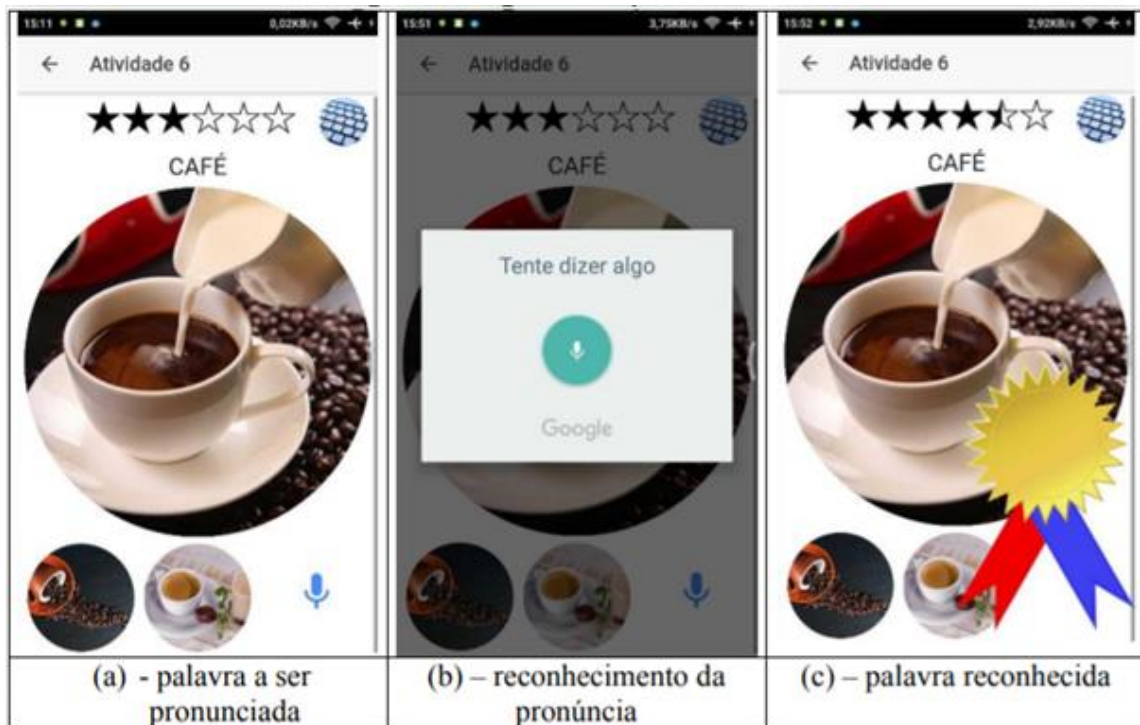 15:11
0,02KB/s
Atividade 6
CAFÉ
(a) - palavra a ser
pronunciada
15:51
3,75KB/s
Atividade 6
CAFÉ
Tente dizer algo
Google
(b) – reconhecimento da
pronúncia
15:52
2,92KB/s
Atividade 6
CAFÉ
(c) – palavra reconhecida